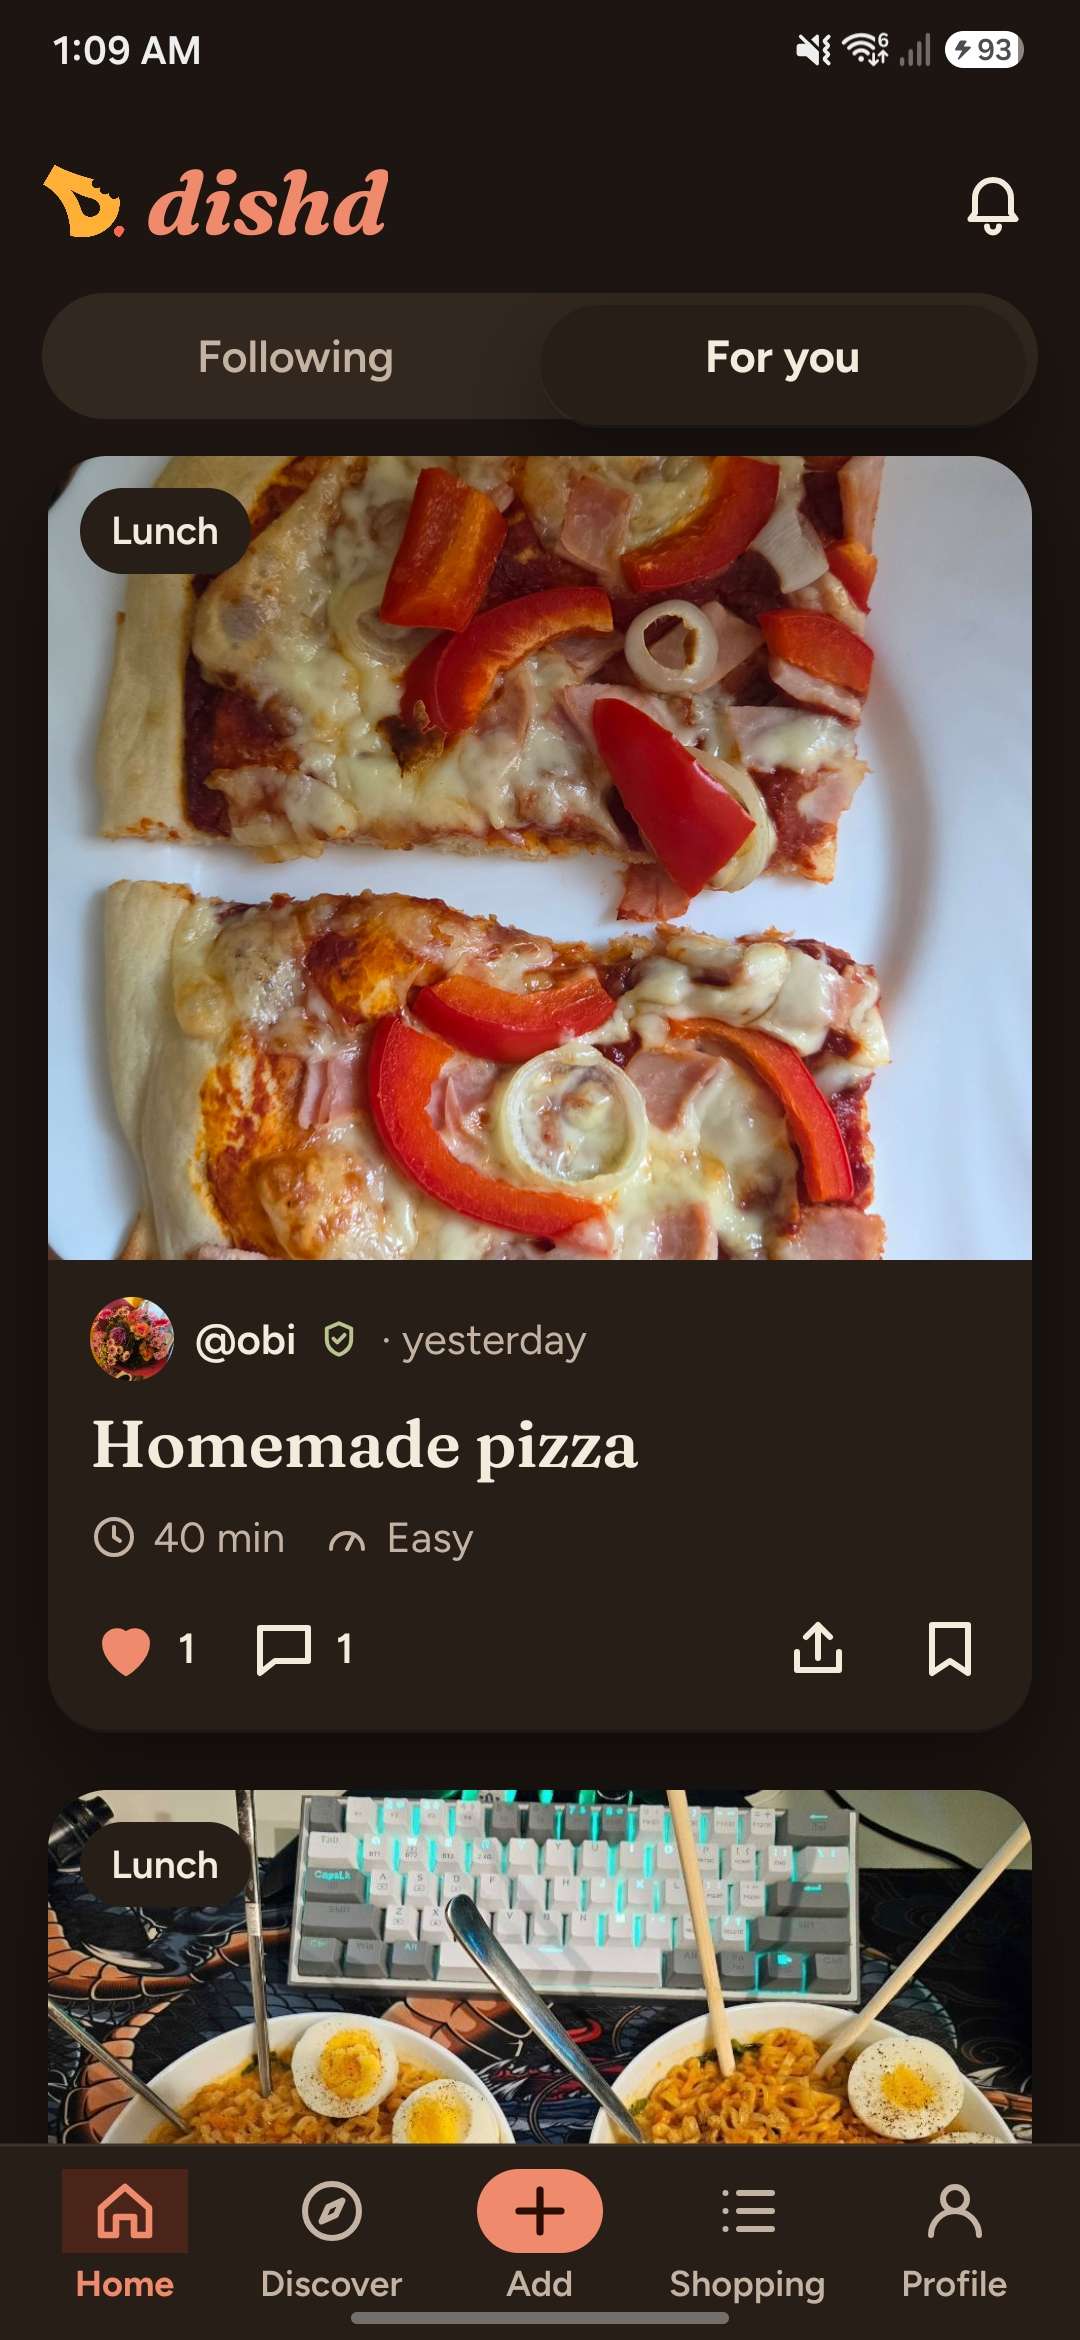 1:09 AM
6
93
dishd
Following
For you
Lunch
@obi
· yesterday
Homemade pizza
40 min
Easy
1
1
Lunch
Home
Discover
Add
Shopping
Profile